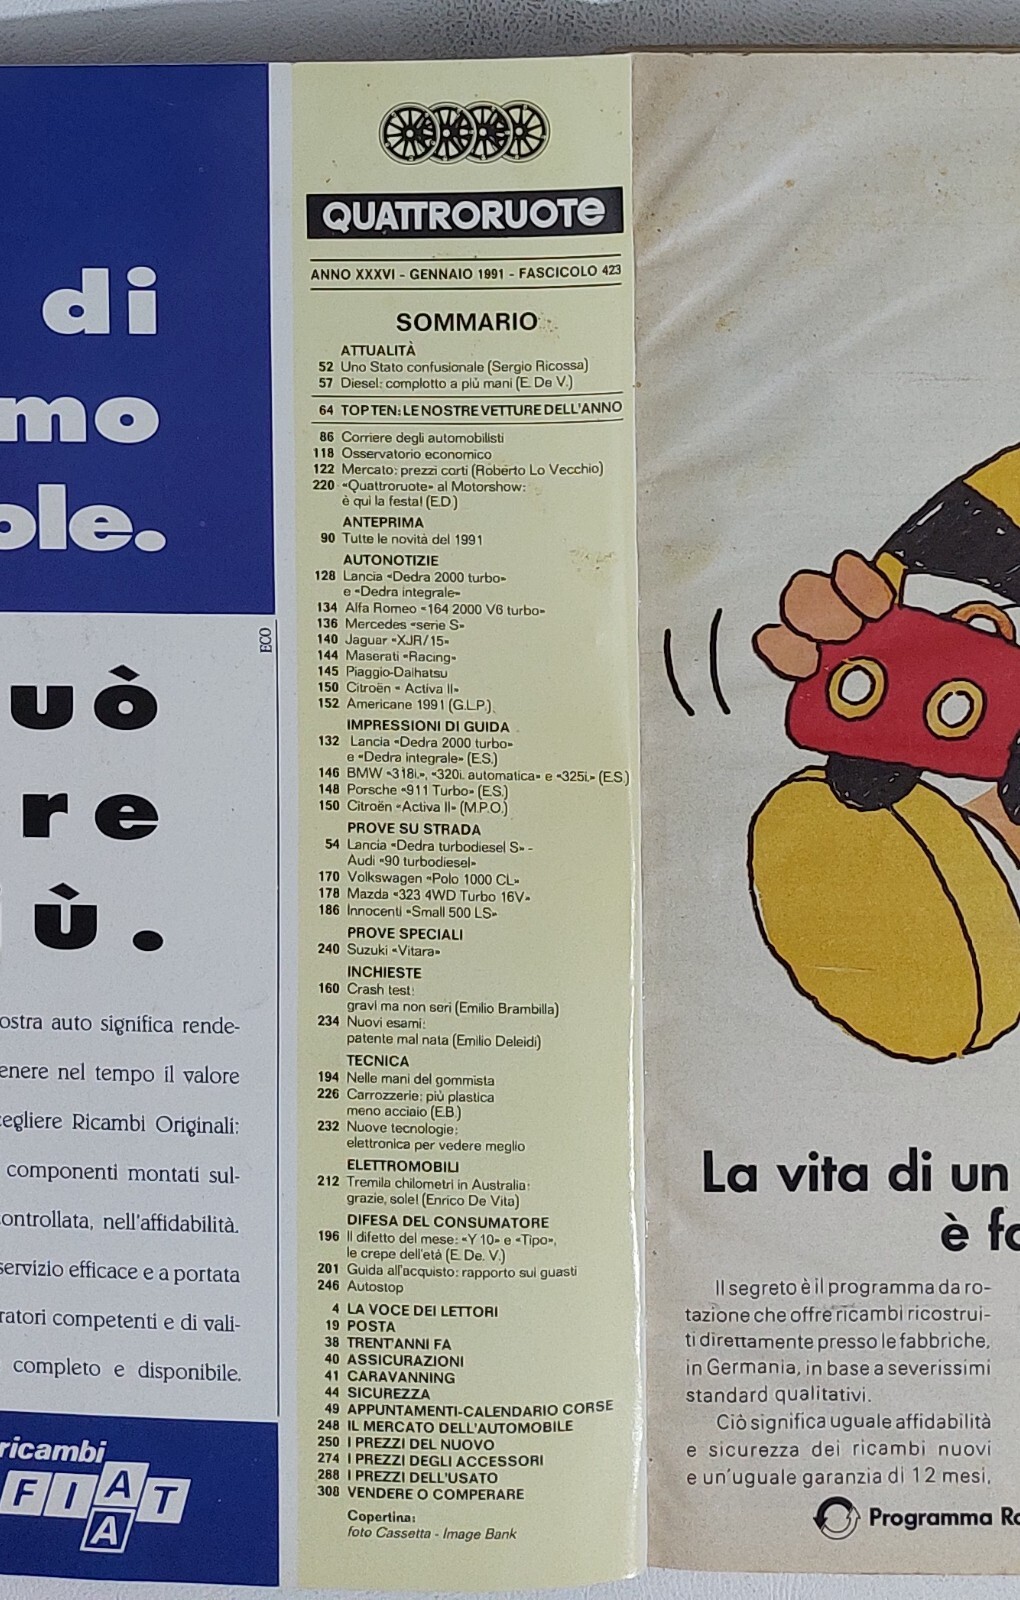 di
mo
ole.
ECO
uò
re
ù.
ostra auto significa rende-
enere nel tempo il valore
cegliere Ricambi Originali:
componenti montati sul-
ontrollata, nell'affidabilità.
servizio efficace e a portata
ratori competenti e di vali-
completo e disponibile.
ricambi
FIAT
A
QUATTRORUOTe
ANNO XXXVI - GENNAIO 1991 - FASCICOLO 423
SOMMARIO
ATTUALITÀ
52 Uno Stato confusionale (Sergio Ricossa)
57 Diesel: complotto a più mani (E. De V.)
64 TOP TEN: LE NOSTRE VETTURE DELL'ANNO
86 Corriere degli automobilisti
118 Osservatorio economico
122 Mercato: prezzi corti (Roberto Lo Vecchio)
220 «Quattroruote» al Motorshow:
è qui la festa! (E.D.)
ANTEPRIMA
90 Tutte le novità del 1991
AUTONOTIZIE
128 Lancia «Dedra 2000 turbo»
e «Dedra integrale»
134 Alfa Romeo «164 2000 V6 turbo»
136 Mercedes «serie S»
140 Jaguar «XJR/15»
144 Maserati «Racing»
145 Piaggio-Daihatsu
150 Citroën « Activa II»
152 Americane 1991 (G.L.P.)
IMPRESSIONI DI GUIDA
132 Lancia «Dedra 2000 turbo»
e «Dedra integrale» (E.S.)
146 BMW «318i», «320i automatica» e «325i» (E.S.)
148 Porsche «911 Turbo» (E.S.)
150 Citroën «Activa II» (M.P.O.)
PROVE SU STRADA
54 Lancia «Dedra turbodiesel S» -
Audi «90 turbodiesel»
170 Volkswagen «Polo 1000 CL»
178 Mazda «323 4WD Turbo 16V»
186 Innocenti «Small 500 LS»
PROVE SPECIALI
240 Suzuki «Vitara»
INCHIESTE
160 Crash test:
gravi ma non seri (Emilio Brambilla)
234 Nuovi esami:
patente mal nata (Emilio Deleidi)
TECNICA
194 Nelle mani del gommista
226 Carrozzerie: più plastica
meno acciaio (E.B.)
232 Nuove tecnologie:
elettronica per vedere meglio
ELETTROMOBILI
212 Tremila chilometri in Australia:
grazie, sole! (Enrico De Vita)
DIFESA DEL CONSUMATORE
196 Il difetto del mese: «Y 10» e «Tipo»,
le crepe dell'età (E. De. V.)
201 Guida all'acquisto: rapporto sui guasti
246 Autostop
4 LA VOCE DEI LETTORI
19 POSTA
38 TRENT'ANNI FA
40 ASSICURAZIONI
41 CARAVANNING
44 SICUREZZA
49 APPUNTAMENTI-CALENDARIO CORSE
248 IL MERCATO DELL'AUTOMOBILE
250 I PREZZI DEL NUOVO
274 I PREZZI DEGLI ACCESSORI
288 I PREZZI DELL'USATO
308 VENDERE O COMPERARE
Copertina:
foto Cassetta - Image Bank
La vita di un
è fo
Il segreto è il programma da ro-
tazione che offre ricambi ricostrui-
ti direttamente presso le fabbriche,
in Germania, in base a severissimi
standard qualitativi.
Ciò significa uguale affidabilità
e sicurezza dei ricambi nuovi
e un'uguale garanzia di 12 mesi,
Programma Ro